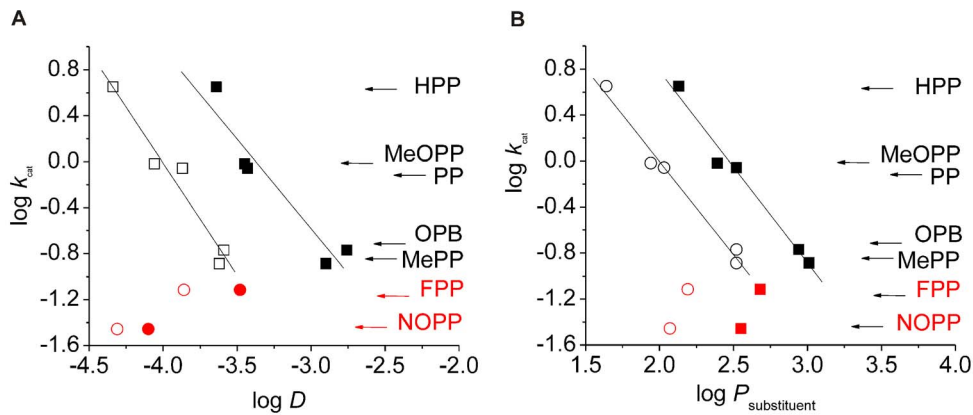 A
log k cat
0.8
0.4
0.0
-0.4
-0.8
-1.2
-1.6
-4.5 -4.0 -3.5 -3.0 -2.5 -2.0
log D
HPP
MeOPP
PP
OPB
MePP
FPP
NOPP
B
log k cat
0.8
0.4
0.0
-0.4
-0.8
-1.2
-1.6
1.5 2.0 2.5 3.0 3.5 4.0
log P substituent
HPP
MeOPP
PP
OPB
MePP
FPP
NOPP